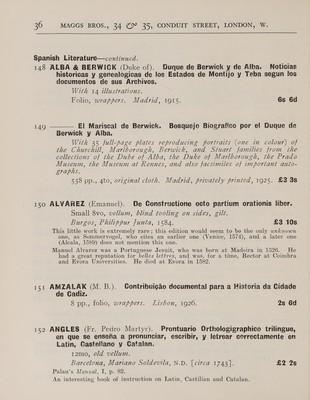 36 MAGGS BROS., 34 & 35, CONDUIT STREET, LONDON, W.
Spanish Literature—continued.
148 ALBA & BERWICK (Duke of). Duque de Berwick y de Alba. Noticias
historicas y genealogicas de los Estados de Montijo y Teba segun los
documentos de sus Archivos.
With 14 illustrations.
Folio, wrappers. Madrid, 1915. 6s 6d
149 —— El Mariscal de Berwick. Bosquejo Biografico por el Duque de
Berwick y Alba.
With 35 full-page plates reproducing portraits (one in colour) of
the Churchill, Marlborough, Berwick, and Stuart families from the
collections of the Duke of Alba, the Duke of Marlborough, the Prado
Museum, the Museum at Rennes, and also facsimiles of important auto-
graphs.
558 pp., 4to, original cloth. Madrid, privately printed, 1925. £3 3s
150 ALVAREZ (Emanoel). De Constructione octo partium orationis liber.
Small 8vo, vellum, blind tooling on sides, gilt.
Burgos, Philippur Junta, 1584. £3 10s
This little work is extremely rare; this edition would seem to be the only unknown
one, as Sommervogel, who cites an earlier one (Venice, 1574), and a later one
(Alcala, 1589) does not mention this one.
Manuel Alvarez was a Portuguese Jesuit, who was born at Madeira in 1526. He
had a great reputation for belles lettres, and was, for a time, Rector at Coimbra
and Evora Universities. He died at Evora in 1582.
151 AMZALAK (M. B.). Contribuição documental para a Historia da Cidade
de Cadiz.
8 pp., folio, wrappers. Lisbon, 1926. 2s 6d
152 ANGLES (Fr. Pedro Martyr). Prontuario Orthologigraphico trilingue,
en que se enseña a pronunciar, escribir, y letrear correctamente en
Latin, Castellano y Catalan.
12mo, old vellum.
Barcelona, Mariano Soldevila, N.D. [circa 1743]. £2 2s
Palau's Manual, I, p. 82.
An interesting book of instruction on Latin, Castilian and Catalan.